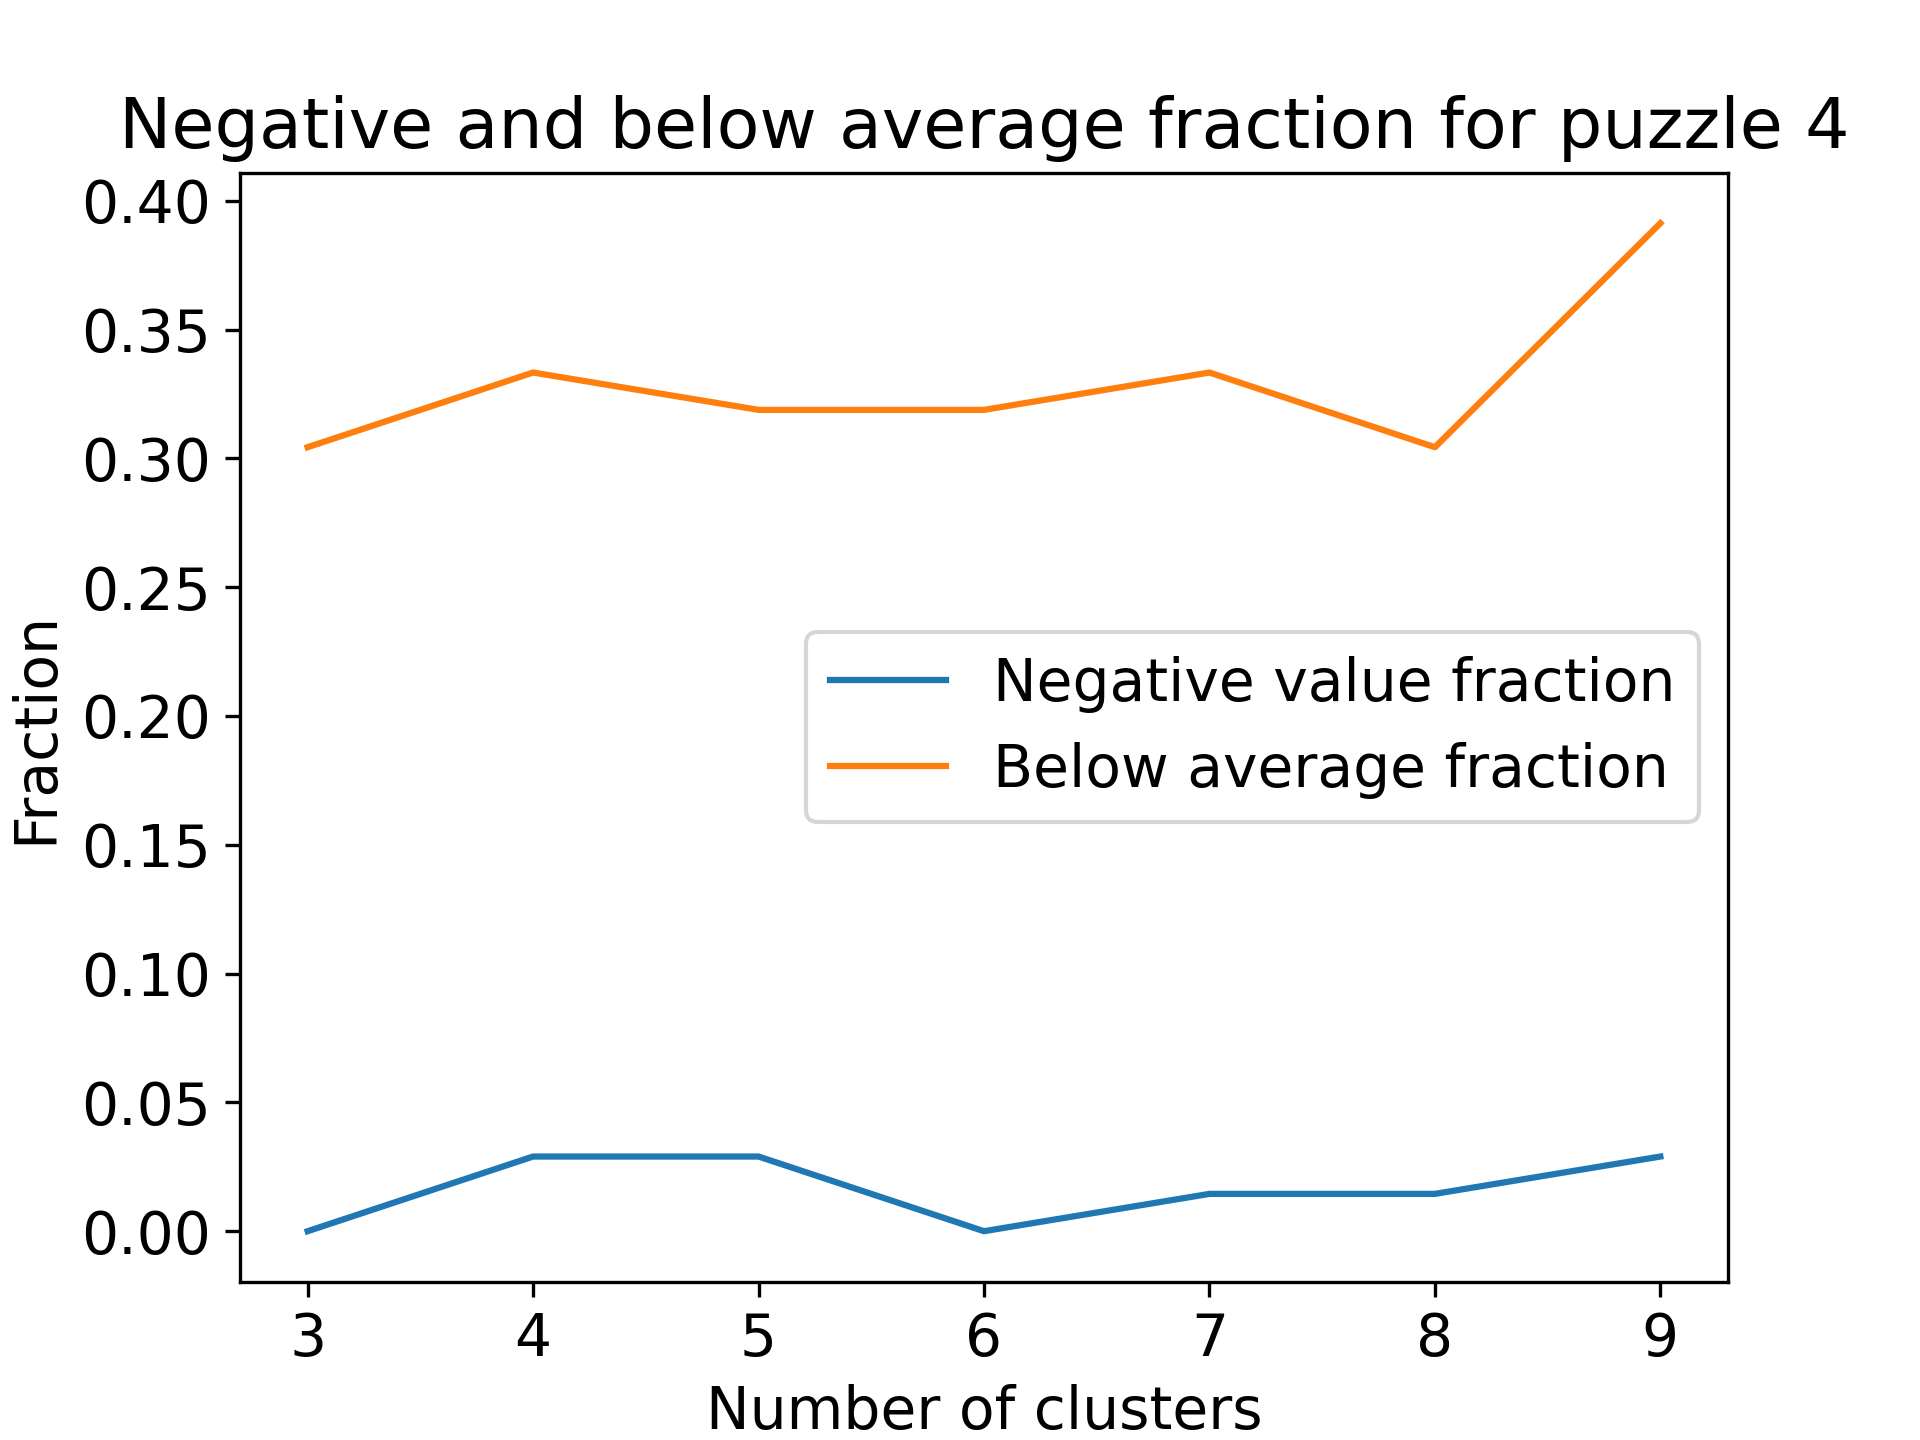 Negative and below average fraction for puzzle 4
0.40
0.35
0.30
0.25
0.20
0.15
0.10
0.05
0.00
Fraction
Negative value fraction
Below average fraction
3 4 5 6 7 8 9
Number of clusters